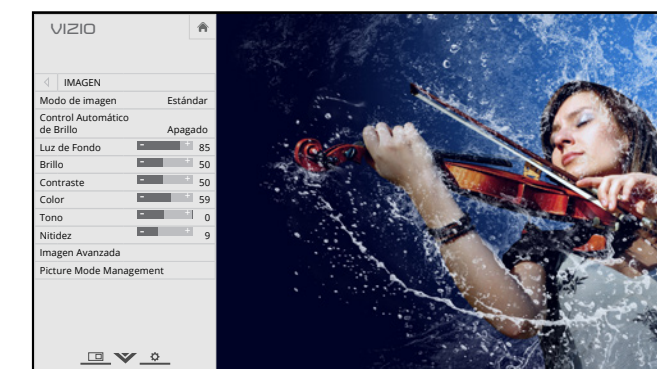 VIZIO
IMAGEN
Modo de imagen Estándar
Control Automático
de Brillo Apagado
Luz de Fondo - + 85
Brillo - + 50
Contraste - + 50
Color - + 59
Tono - + 0
Nitidez - + 9
Imagen Avanzada
Picture Mode Management